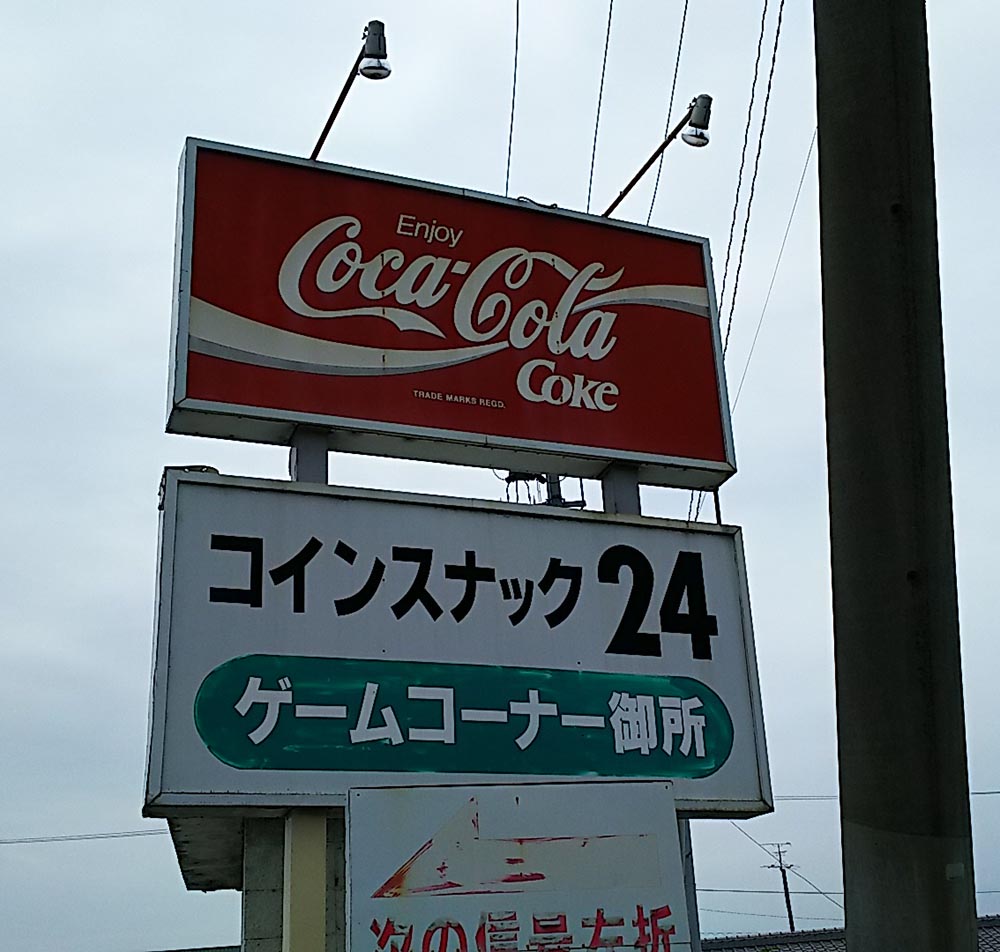 Enjoy
Coca-Cola
Coke
TRADE MARKS REGD.
コインスナック24
ゲームコーナー御所
次の信号左折